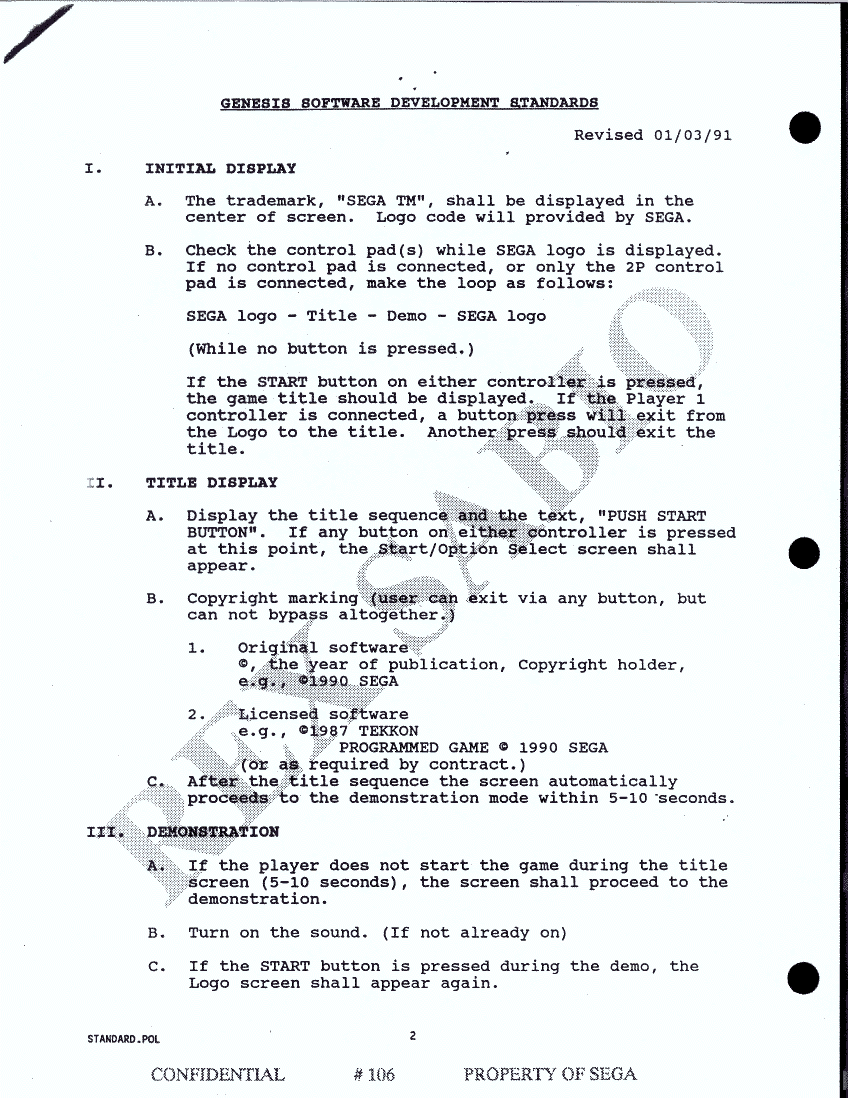 GENESIS SOFTWARE DEVELOPMENT STANDARDS
Revised 01/03/91
I. INITIAL DISPLAY
A. The trademark, "SEGA TM", shall be displayed in the
center of screen. Logo code will provided by SEGA.
B. Check the control pad(s) while SEGA logo is displayed.
If no control pad is connected, or only the 2P control
pad is connected, make the loop as follows:
SEGA logo - Title - Demo - SEGA logo
(While no button is pressed.)
If the START button on either controller is pressed,
the game title should be displayed. If the Player 1
controller is connected, a button press will exit from
the Logo to the title. Another press should exit the
title.
II. TITLE DISPLAY
A. Display the title sequence and the text, "PUSH START
BUTTON". If any button on either controller is pressed
at this point, the Start/Option Select screen shall
appear.
B. Copyright marking (user can exit via any button, but
can not bypass altogether.)
1. Original software
©, the year of publication, Copyright holder,
e.g., ©1990 SEGA
2. Licensed software
e.g., ©1987 TEKKON
PROGRAMMED GAME © 1990 SEGA
(or as required by contract.)
C. After the title sequence the screen automatically
proceeds to the demonstration mode within 5-10 seconds.
III. DEMONSTRATION
A. If the player does not start the game during the title
screen (5-10 seconds), the screen shall proceed to the
demonstration.
B. Turn on the sound. (If not already on)
C. If the START button is pressed during the demo, the
Logo screen shall appear again.
STANDARD.POL 2
CONFIDENTIAL # 106 PROPERTY OF SEGA
REX SABIO